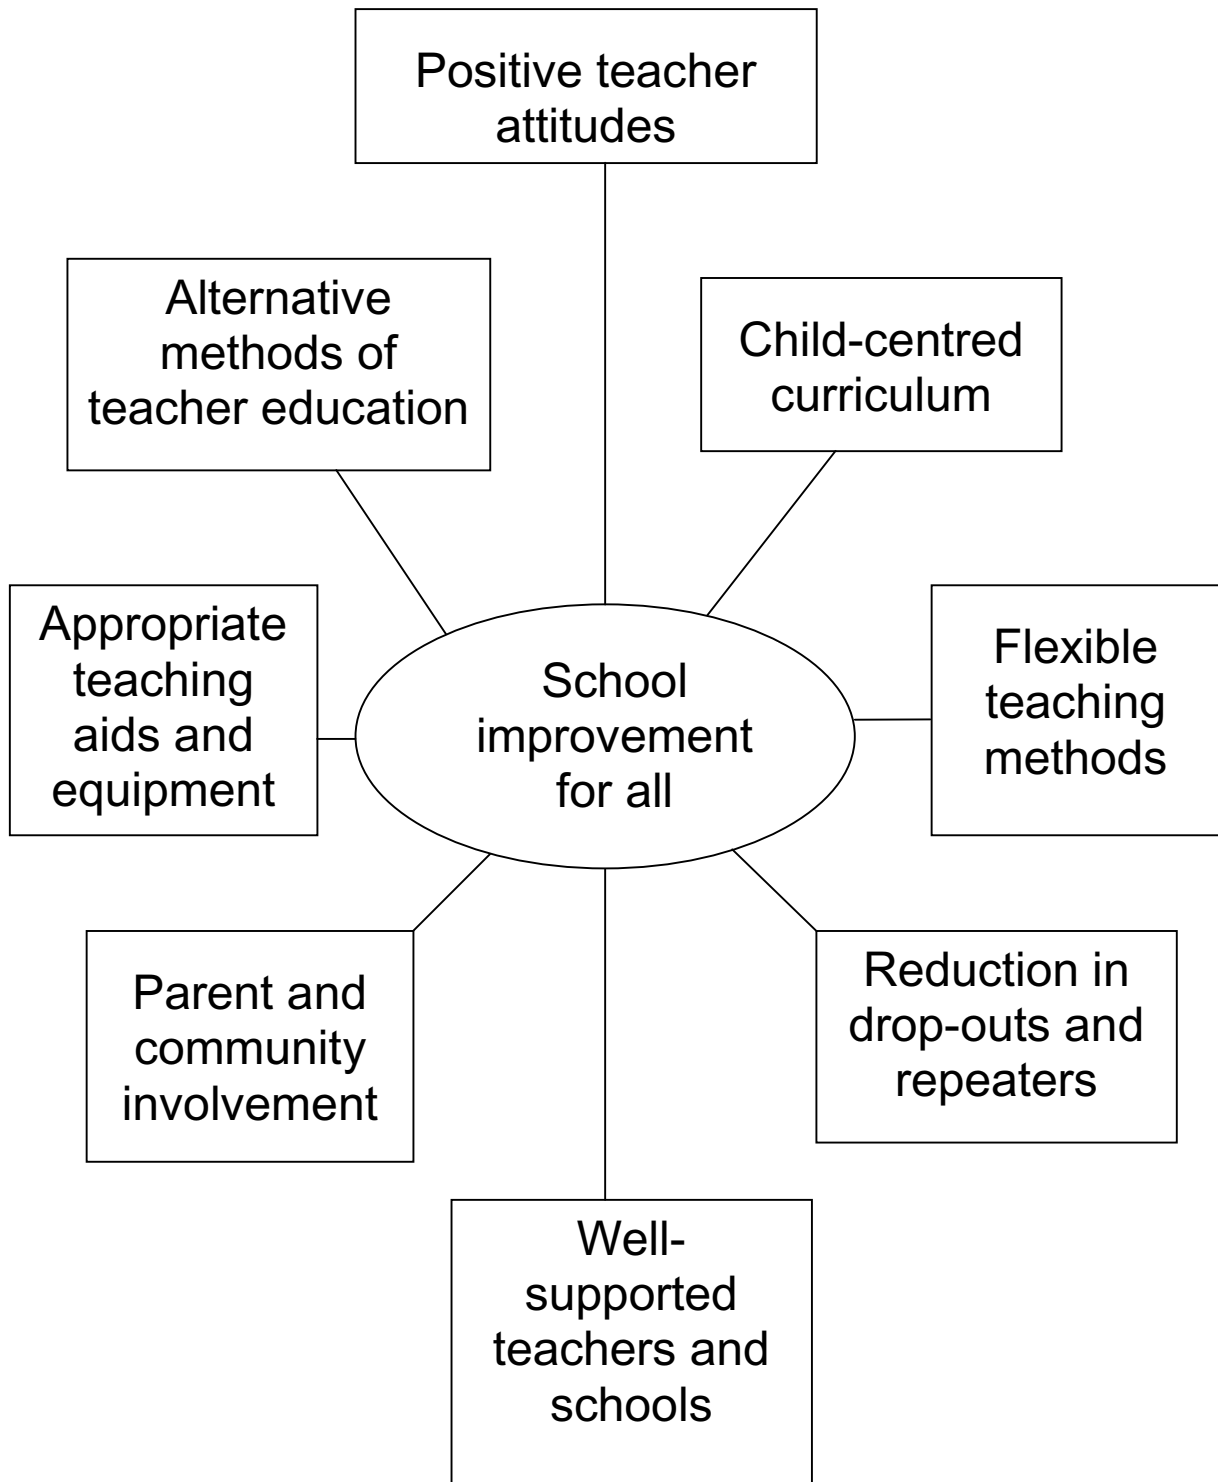 Positive teacher
attitudes
Alternative
methods of
teacher education
Child-centred
curriculum
Appropriate
teaching
aids and
equipment
School
improvement
for all
Flexible
teaching
methods
Parent and
community
involvement
Reduction in
drop-outs and
repeaters
Well-
supported
teachers and
schools